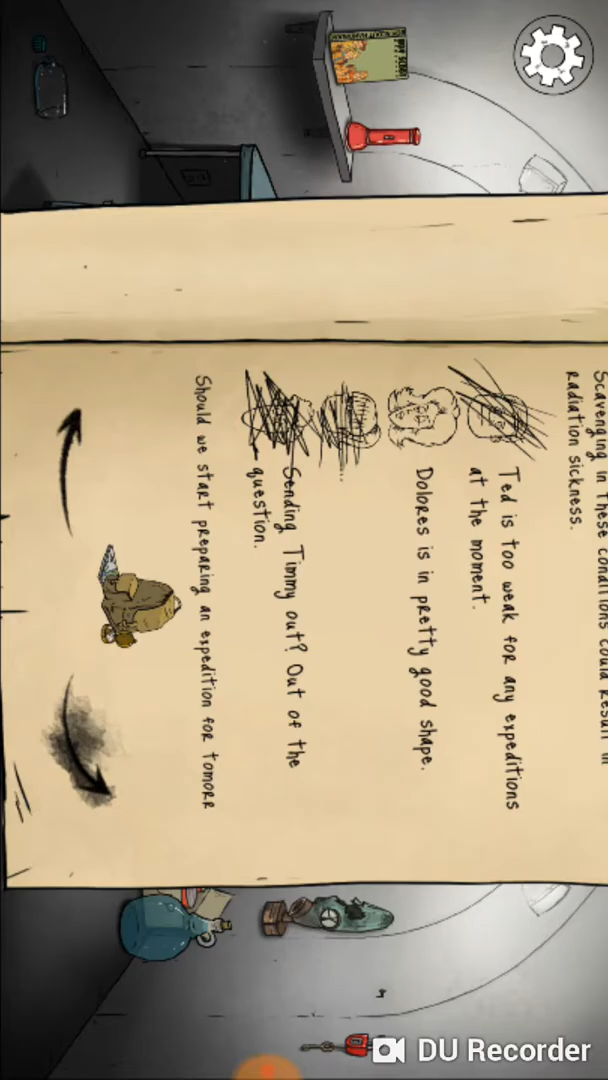 Scavenging in these conditions could result in
radiation sickness.
Ted is too weak for any expeditions
at the moment.
Dolores is in pretty good shape.
Sending Timmy out? Out of the
question.
Should we start preparing an expedition for tomorr
DU Recorder